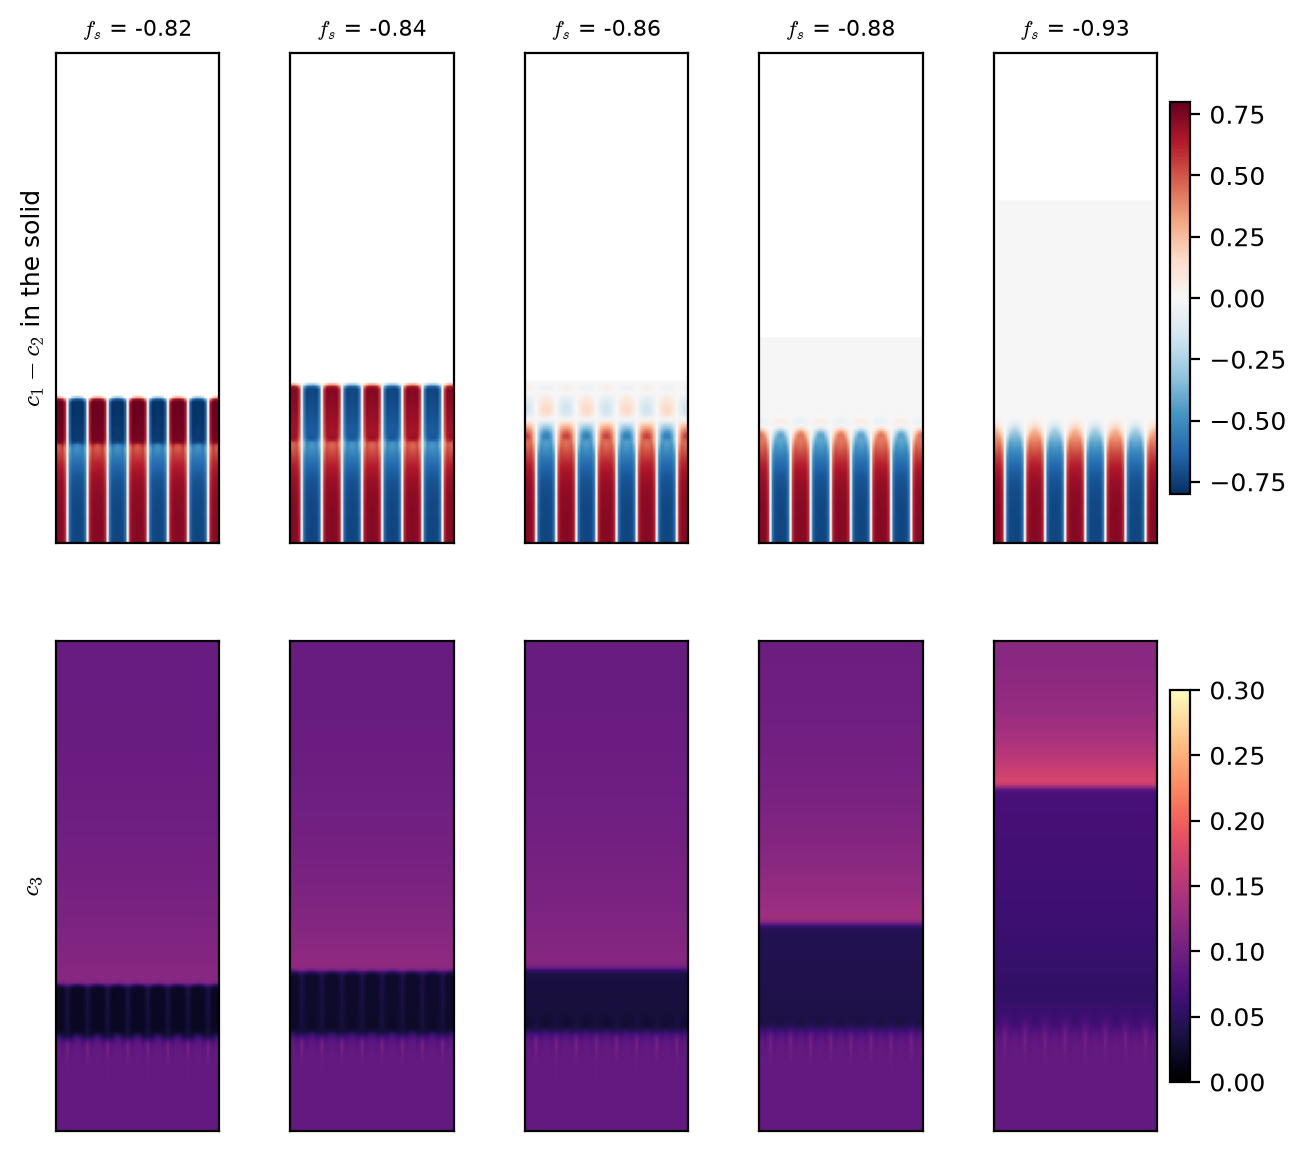 f_s = -0.82
f_s = -0.84
f_s = -0.86
f_s = -0.88
f_s = -0.93
c_1 − c_2 in the solid
0.75
0.50
0.25
0.00
−0.25
−0.50
−0.75
c_3
0.30
0.25
0.20
0.15
0.10
0.05
0.00